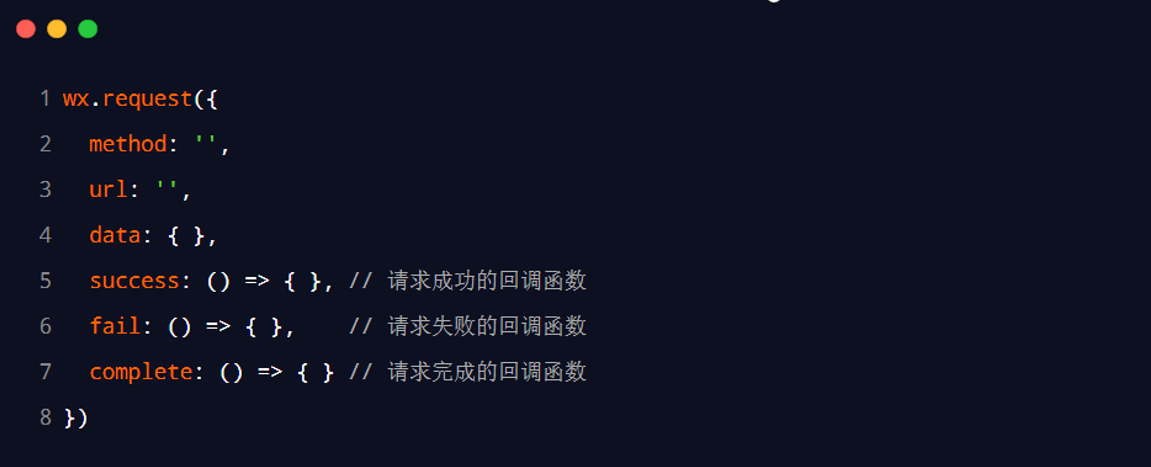 1 wx.request({
2   method: '',
3   url: '',
4   data: { },
5   success: () => { }, // 请求成功的回调函数
6   fail: () => { },    // 请求失败的回调函数
7   complete: () => { } // 请求完成的回调函数
8 })